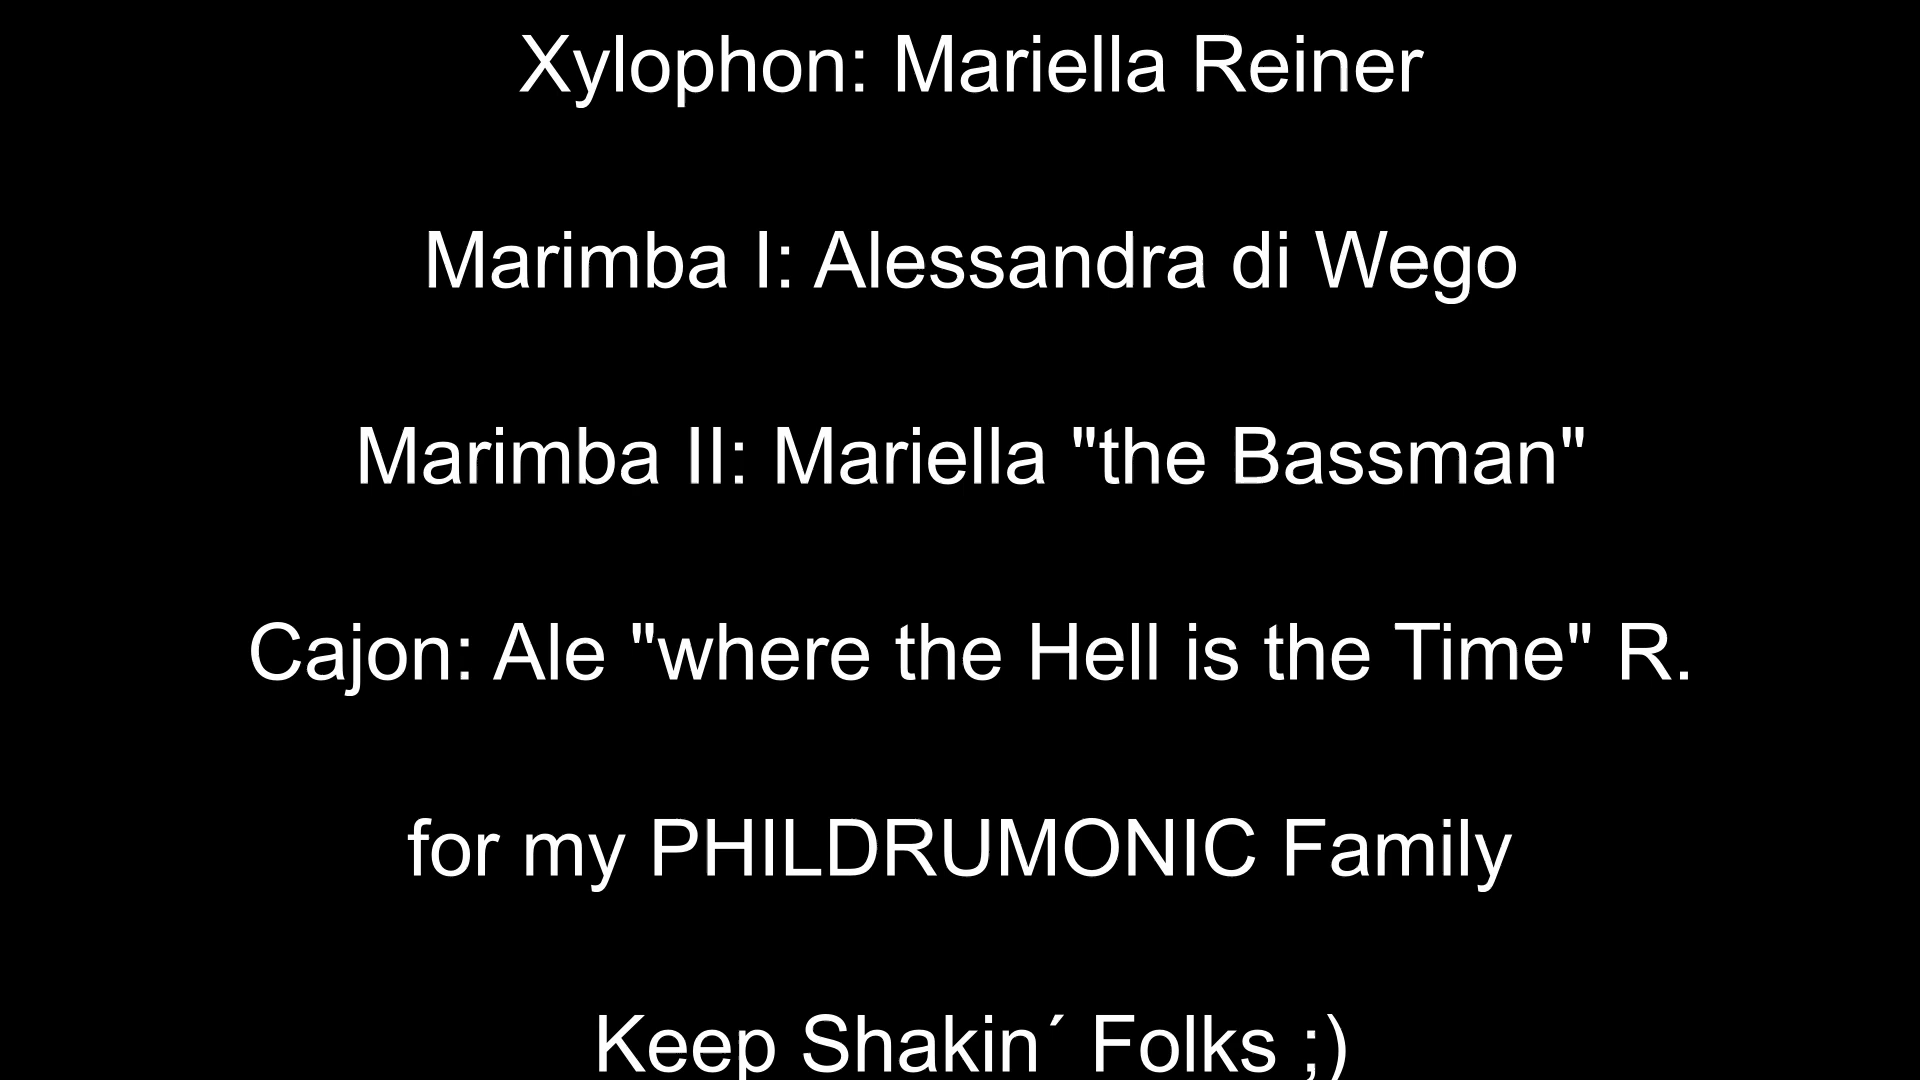 Xylophon: Mariella Reiner
Marimba I: Alessandra di Wego
Marimba II: Mariella "the Bassman"
Cajon: Ale "where the Hell is the Time" R.
for my PHILDRUMONIC Family
Keep Shakin´ Folks ;)